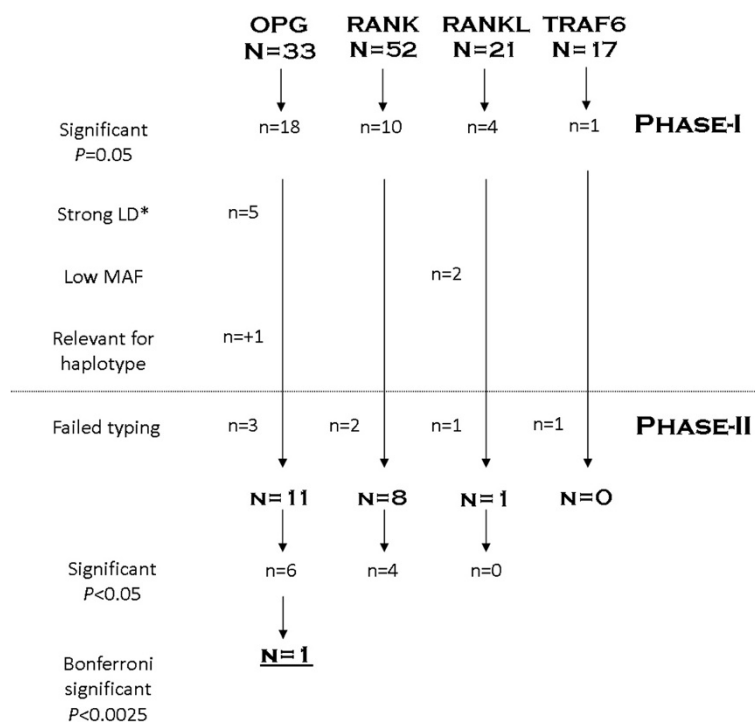 OPG RANK RANKL TRAF6
N=33 N=52 N=21 N=17
Significant n=18 n=10 n=4 n=1 PHASE-I
P=0.05
Strong LD* n=5
Low MAF n=2
Relevant for n=+1
haplotype
Failed typing n=3 n=2 n=1 n=1 PHASE-II
N=11 N=8 N=1 N=0
Significant n=6 n=4 n=0
P<0.05
Bonferroni N=1
significant
P<0.0025